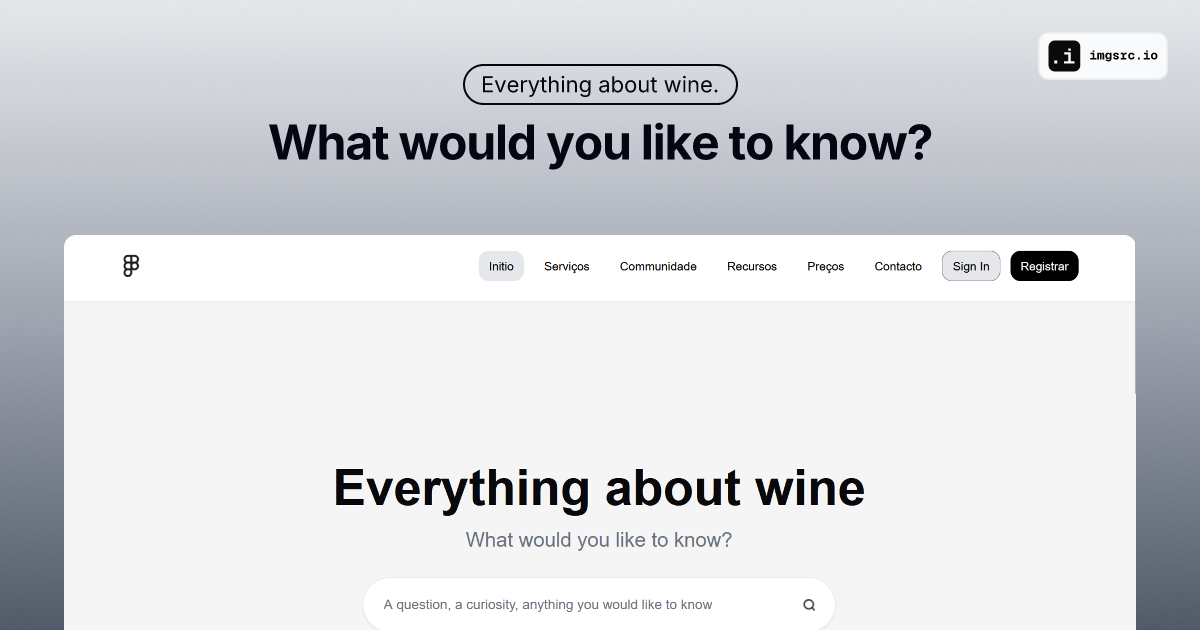 .i imgsrc.io
Everything about wine.
What would you like to know?
Initio Serviços Communidade Recursos Preços Contacto Sign In Registrar
Everything about wine
What would you like to know?
A question, a curiosity, anything you would like to know